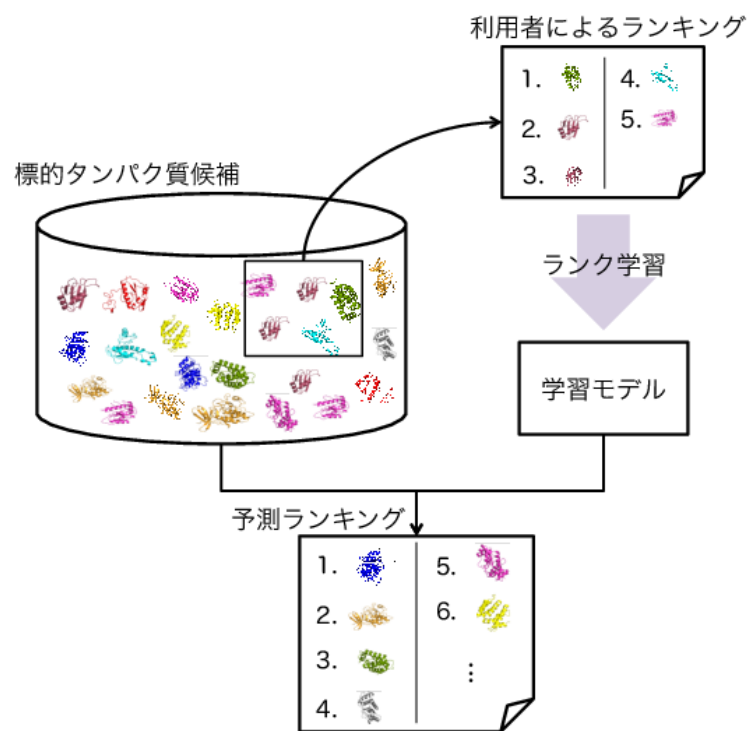 利用者によるランキング
1.
2.
3.
4.
5.
標的タンパク質候補
ランク学習
学習モデル
予測ランキング
1.
2.
3.
4.
5.
6.
⋮